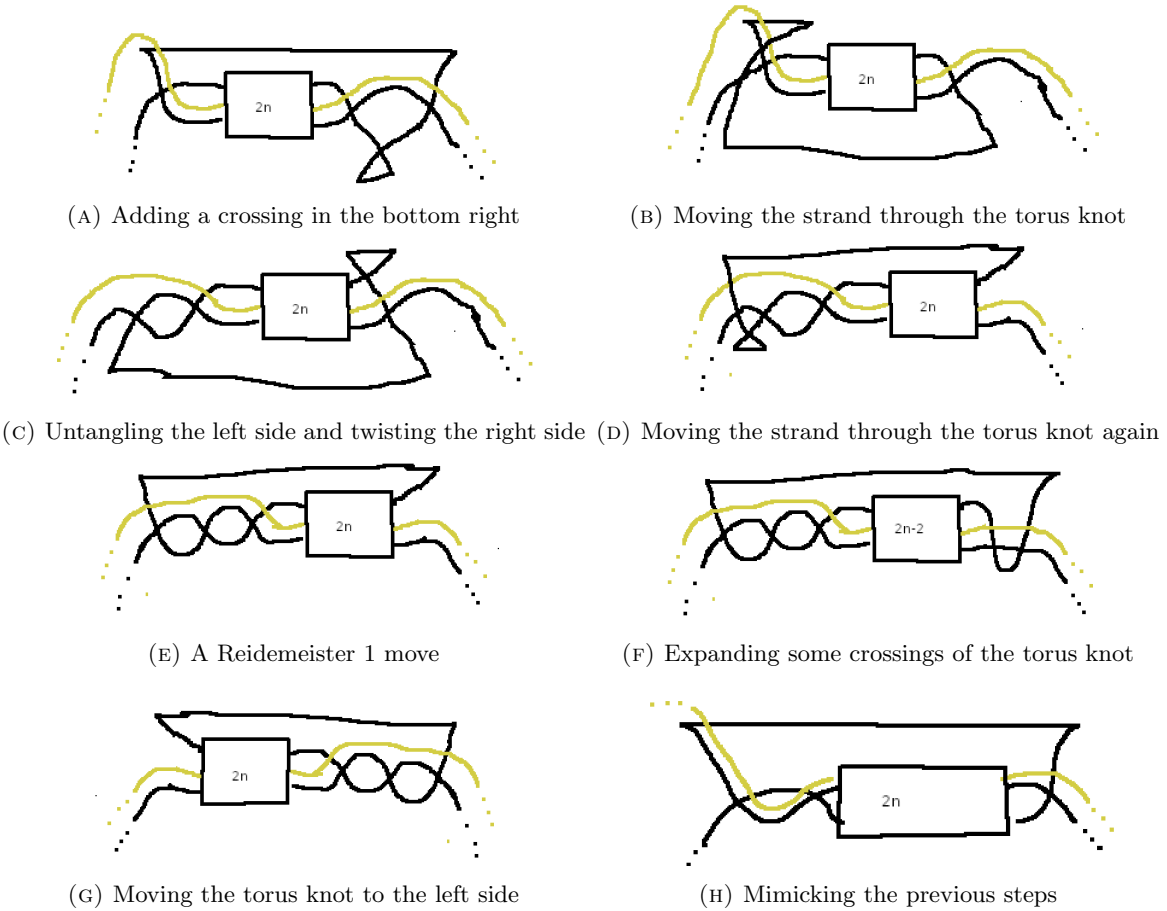 2n
2n
(A) Adding a crossing in the bottom right
(B) Moving the strand through the torus knot
2n
2n
(C) Untangling the left side and twisting the right side
(D) Moving the strand through the torus knot again
2n
2n-2
(E) A Reidemeister 1 move
(F) Expanding some crossings of the torus knot
2n
2n
(G) Moving the torus knot to the left side
(H) Mimicking the previous steps